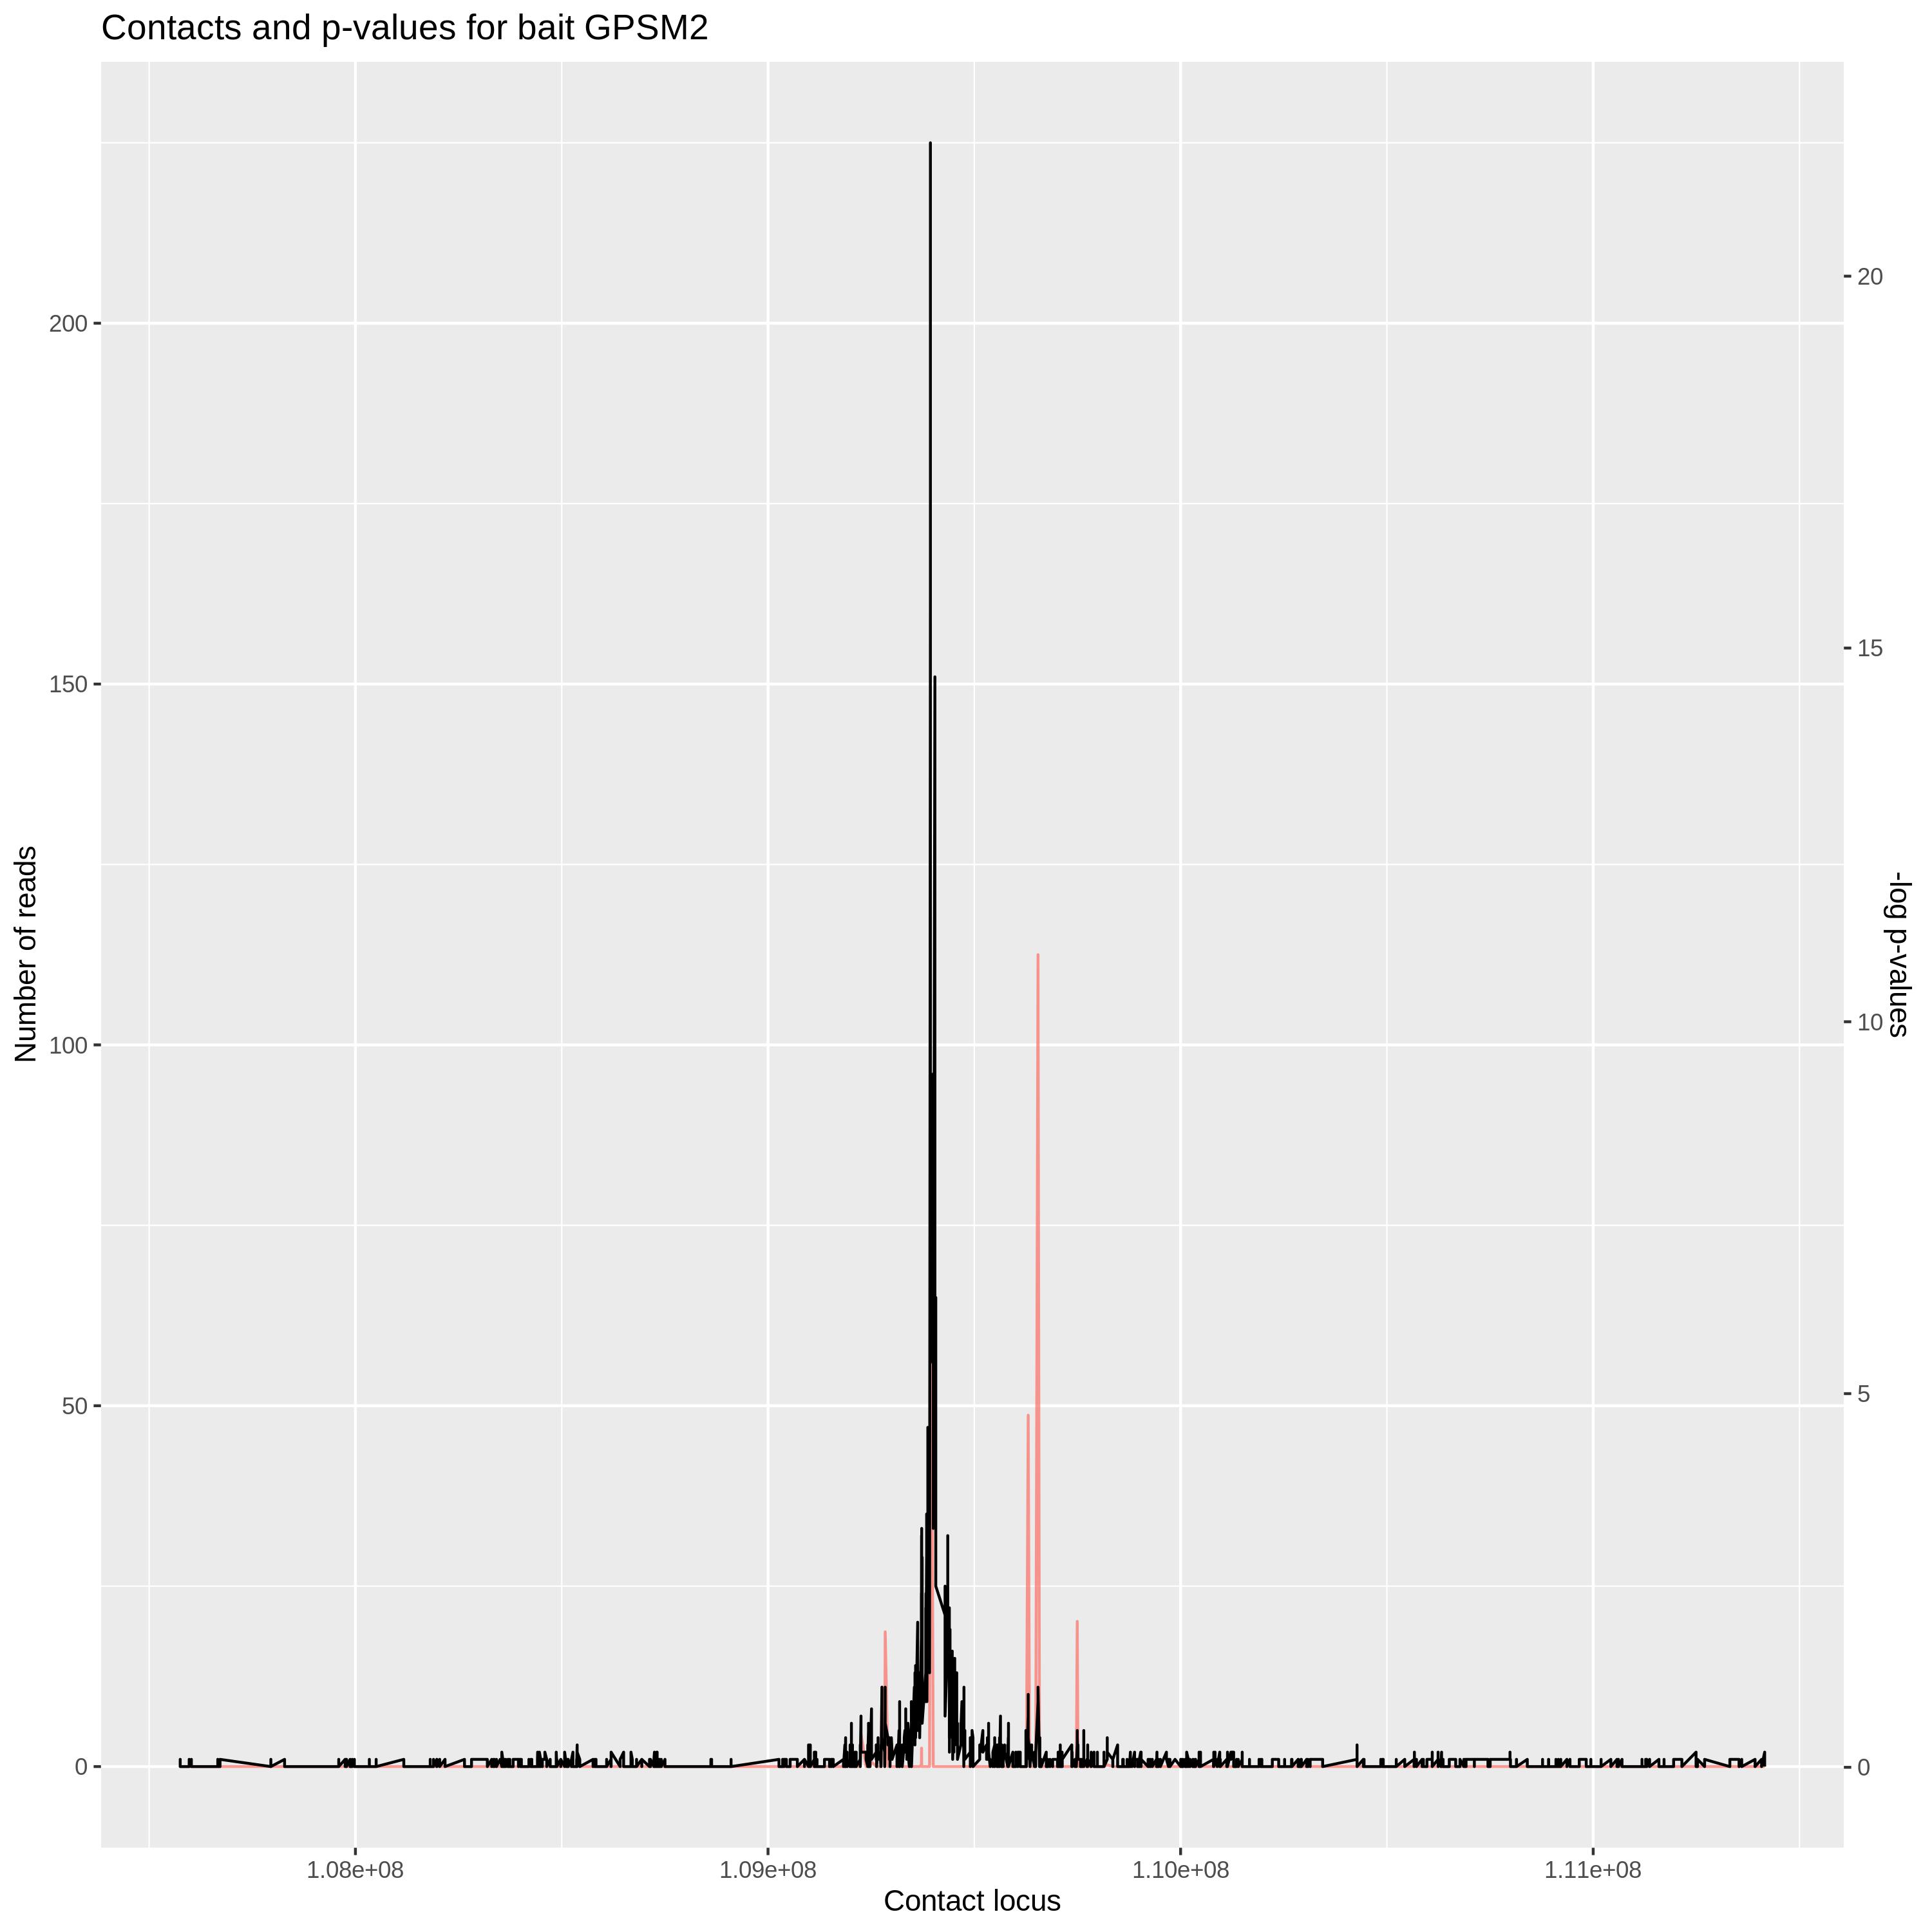 Contacts and p-values for bait GPSM2
Number of reads
200
150
100
50
0
20
15
10
5
0
-log p-values
1.08e+08
1.09e+08
1.10e+08
1.11e+08
Contact locus